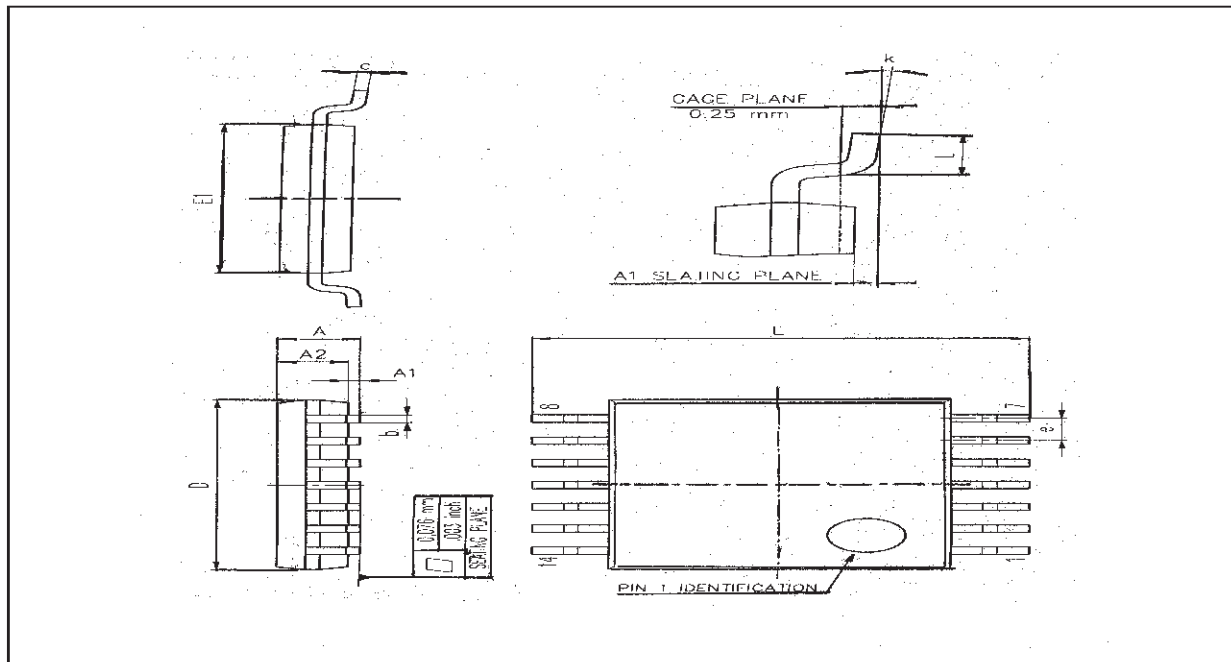 c
k
GAGE PLANE
0.25 mm
E1
L
A1 SEATING PLANE
A
A2
A1
b
D
0.076 mm
.003 inch
SEATING PLANE
E
8
7
e
14
1
PIN 1 IDENTIFICATION